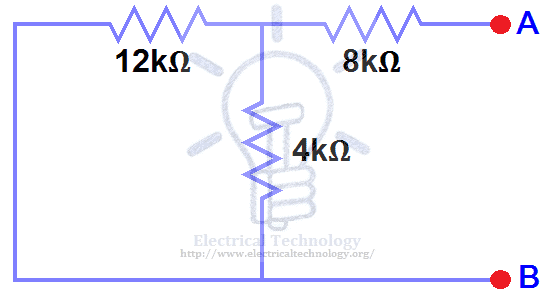 A
12kΩ
8kΩ
4kΩ
Electrical Technology
http://www.electricaltechnology.org/
B